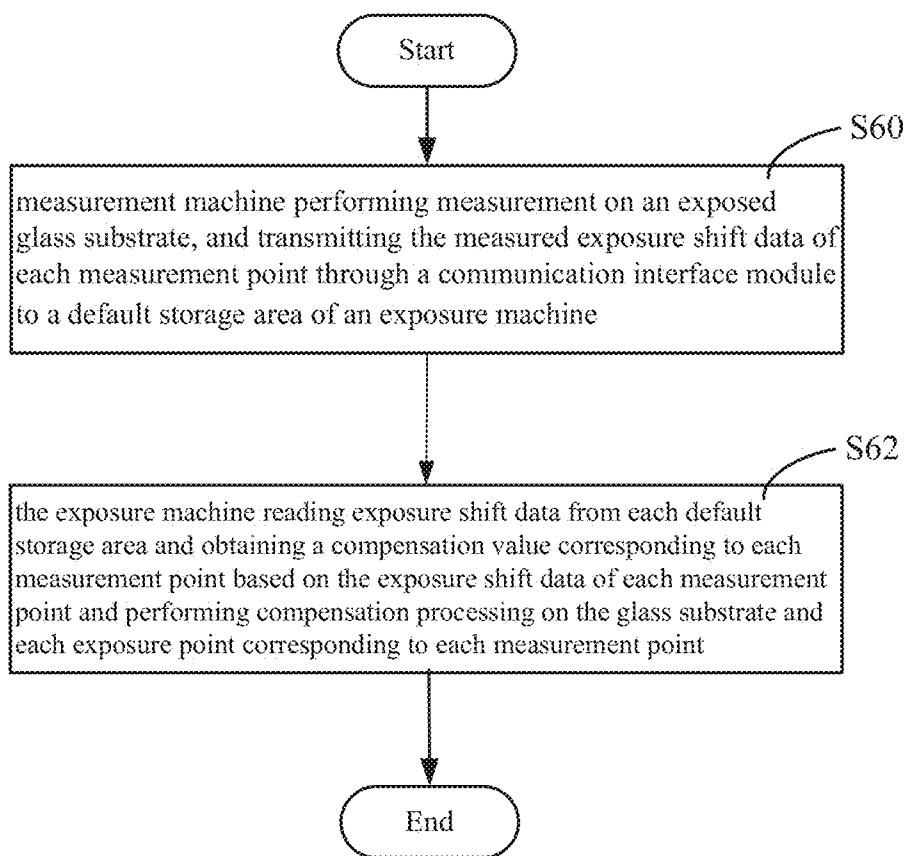 Start
S60
measurement machine performing measurement on an exposed
glass substrate, and transmitting the measured exposure shift data of
each measurement point through a communication interface module
to a default storage area of an exposure machine
S62
the exposure machine reading exposure shift data from each default
storage area and obtaining a compensation value corresponding to each
measurement point based on the exposure shift data of each measurement
point and performing compensation processing on the glass substrate and
each exposure point corresponding to each measurement point
End